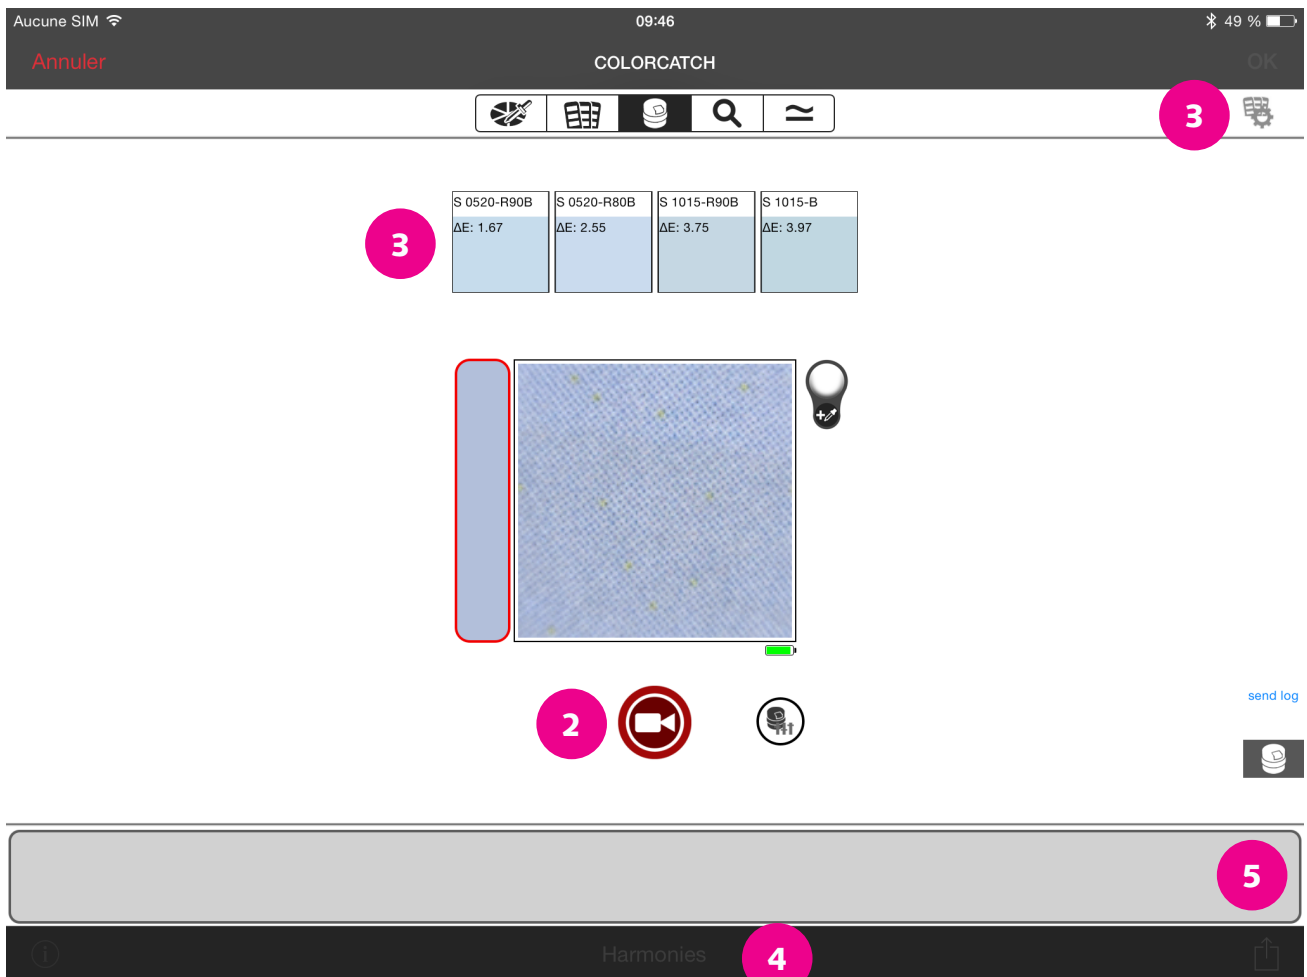 Aucune SIM 09:46 49 %
Annuler COLORCATCH OK
3
S 0520-R90B S 0520-R80B S 1015-R90B S 1015-B
3 ΔE: 1.67 ΔE: 2.55 ΔE: 3.75 ΔE: 3.97
2
send log
5
Harmonies 4